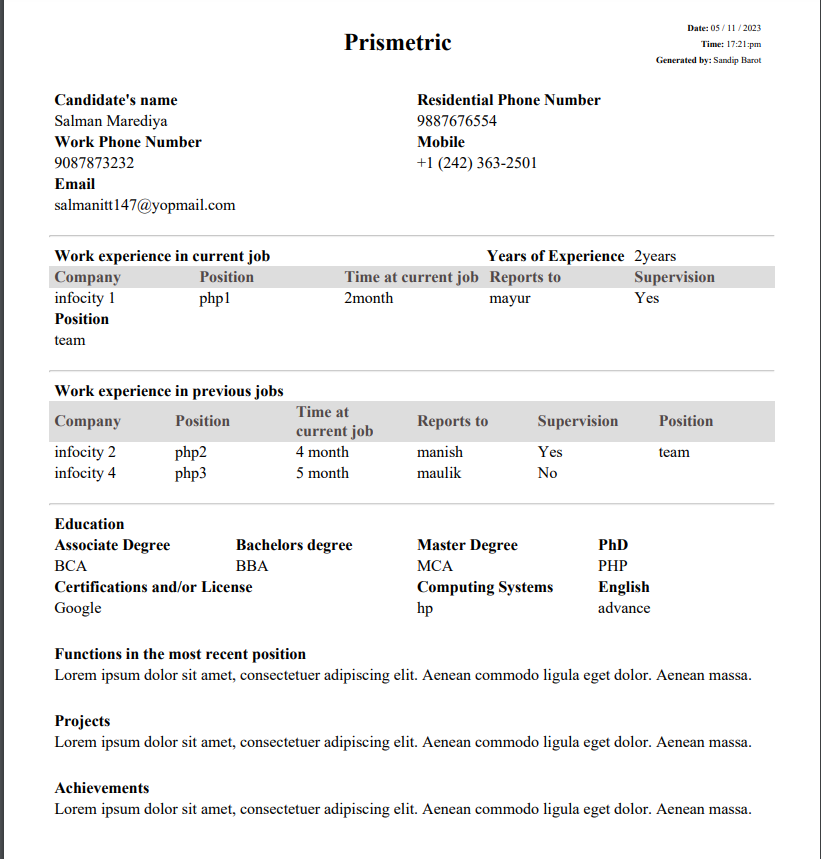 Prismetric
Date: 05 / 11 / 2023
Time: 17:21:pm
Generated by: Sandip Barot
Candidate's name Residential Phone Number
Salman Marediya 9887676554
Work Phone Number Mobile
9087873232 +1 (242) 363-2501
Email
salmanitt147@yopmail.com
Work experience in current job Years of Experience 2years
Company Position Time at current job Reports to Supervision
infocity 1 php1 2month mayur Yes
Position
team
Work experience in previous jobs
Company Position Time at current job Reports to Supervision Position
infocity 2 php2 4 month manish Yes team
infocity 4 php3 5 month maulik No
Education
Associate Degree Bachelors degree Master Degree PhD
BCA BBA MCA PHP
Certifications and/or License Computing Systems English
Google hp advance
Functions in the most recent position
Lorem ipsum dolor sit amet, consectetuer adipiscing elit. Aenean commodo ligula eget dolor. Aenean massa.
Projects
Lorem ipsum dolor sit amet, consectetuer adipiscing elit. Aenean commodo ligula eget dolor. Aenean massa.
Achievements
Lorem ipsum dolor sit amet, consectetuer adipiscing elit. Aenean commodo ligula eget dolor. Aenean massa.